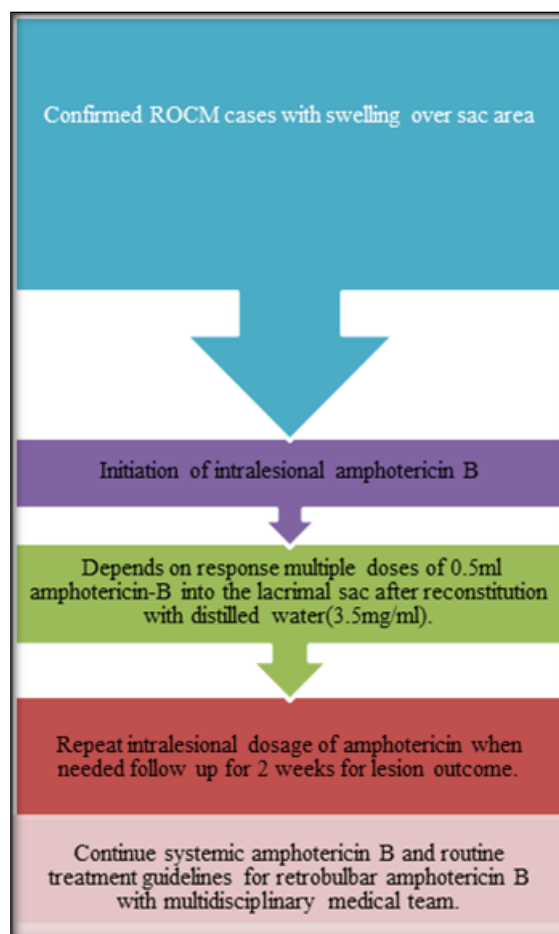 Confirmed ROCM cases with swelling over sac area
Initiation of intralesional amphotericin B
Depends on response multiple doses of 0.5ml
amphotericin-B into the lacrimal sac after reconstitution
with distilled water(3.5mg/ml).
Repeat intralesional dosage of amphotericin when
needed follow up for 2 weeks for lesion outcome.
Continue systemic amphotericin B and routine
treatment guidelines for retrobulbar amphotericin B
with multidisciplinary medical team.